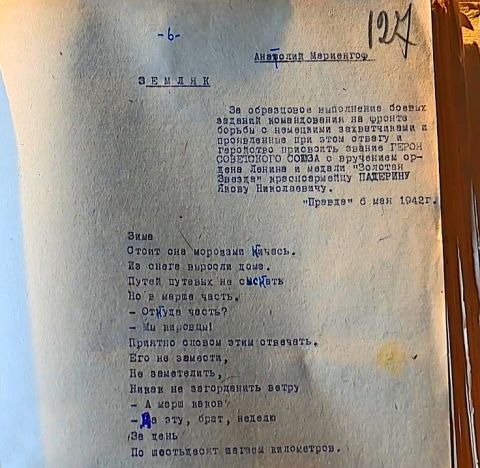 -6-
127
Анатолий Мариенгоф
ЗЕМЛЯК
За образцовое выполнение боевых
заданий командования на фронте
борьбы с немецкими захватчиками и
проявленные при этом отвагу и
геройство присвоить звание ГЕРОЯ
СОВЕТСКОГО СОЮЗА с вручением ор-
дена Ленина и медали "Золотая
Звезда" красноармейцу ПАДЕРИНУ
Якову Николаевичу.
"Правда" 6 мая 1942г.
Зима
Стоит она морозами кичась.
Из снега выросли дома.
Путей путевых не сыскать
Но в марше часть.
- Откуда часть?
- Мы кировцы!
Приятно словом этим отвечать.
Его не замести,
Не заметелить,
Никак не загорланить ветру
- А марш каков?
- Да эту, брат, неделю
За день
По шестьдесят шагаем километров.